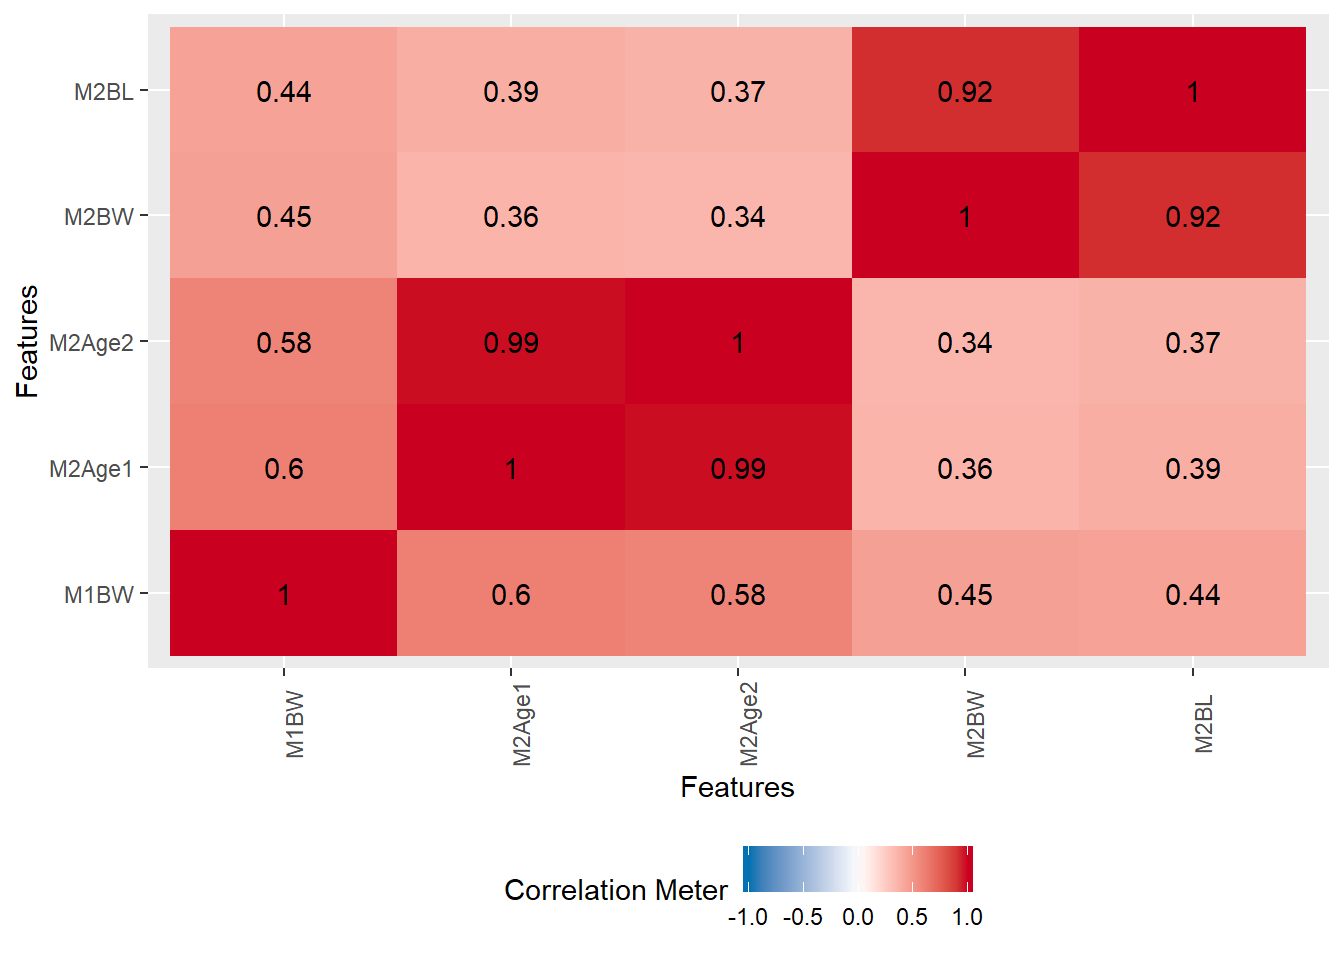 Features
M2BL 0.44 0.39 0.37 0.92 1
M2BW 0.45 0.36 0.34 1 0.92
M2Age2 0.58 0.99 1 0.34 0.37
M2Age1 0.6 1 0.99 0.36 0.39
M1BW 1 0.6 0.58 0.45 0.44
M1BW M2Age1 M2Age2 M2BW M2BL
Features
Correlation Meter
-1.0 -0.5 0.0 0.5 1.0